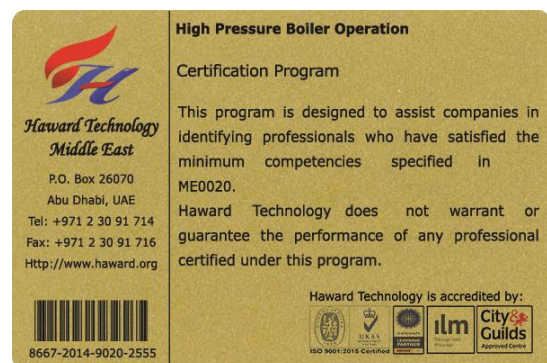 Haward Technology
Middle East
P.O. Box 26070
Abu Dhabi, UAE
Tel: +971 2 30 91 714
Fax: +971 2 30 91 716
Http://www.haward.org
8667-2014-9020-2555
High Pressure Boiler Operation
Certification Program
This program is designed to assist companies in
identifying professionals who have satisfied the
minimum competencies specified in
ME0020.
Haward Technology does not warrant or
guarantee the performance of any professional
certified under this program.
Haward Technology is accredited by:
UKAS
ISO 9001:2015 Certified
ilm
Recognised
Provider
City&
Guilds
Approved Centre